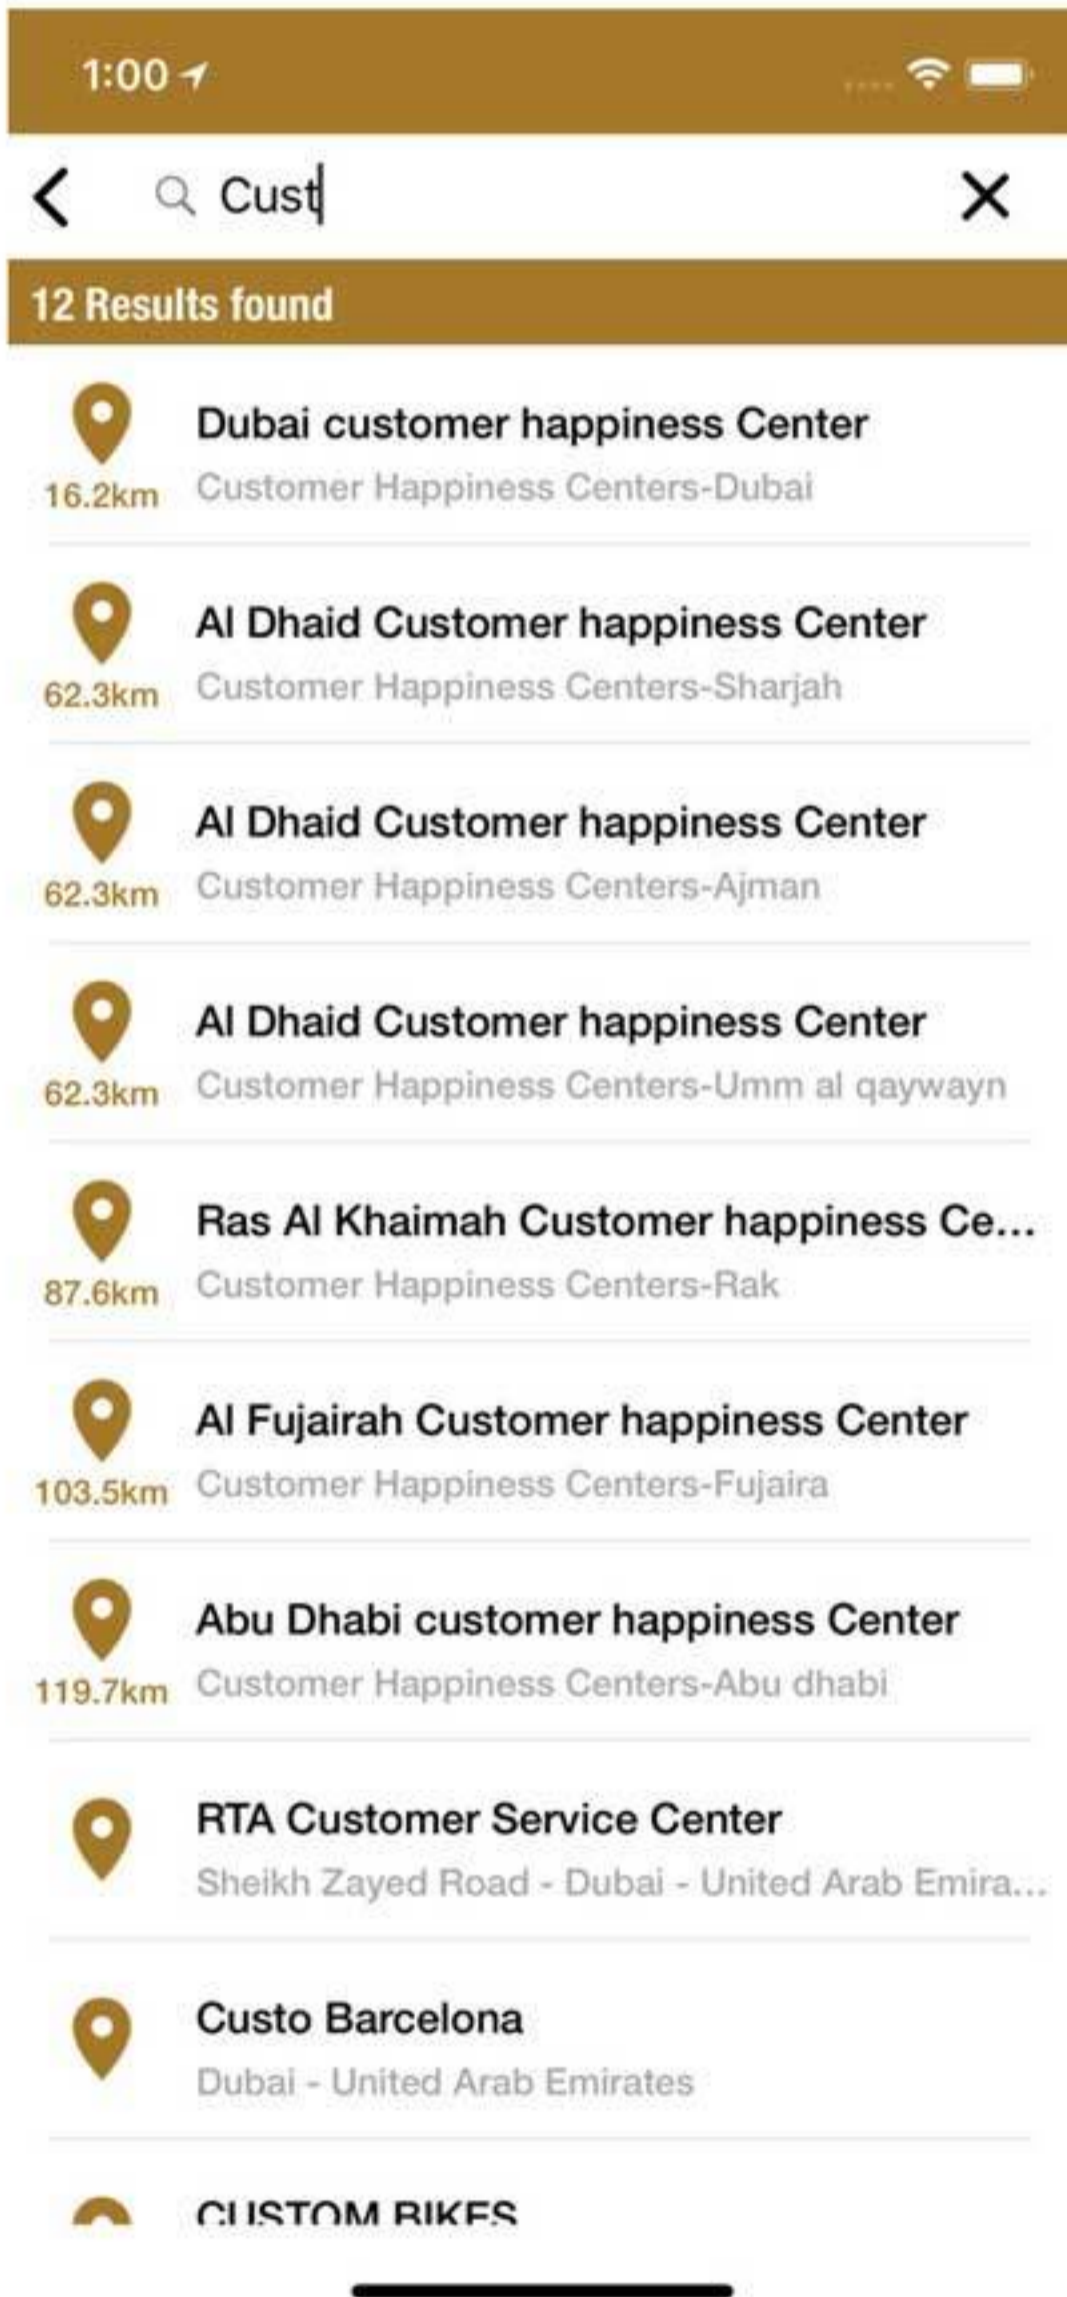 1:00
Cust
12 Results found
Dubai customer happiness Center
16.2km
Customer Happiness Centers-Dubai
Al Dhaid Customer happiness Center
62.3km
Customer Happiness Centers-Sharjah
Al Dhaid Customer happiness Center
62.3km
Customer Happiness Centers-Ajman
Al Dhaid Customer happiness Center
62.3km
Customer Happiness Centers-Umm al qaywayn
Ras Al Khaimah Customer happiness Ce...
87.6km
Customer Happiness Centers-Rak
Al Fujairah Customer happiness Center
103.5km
Customer Happiness Centers-Fujaira
Abu Dhabi customer happiness Center
119.7km
Customer Happiness Centers-Abu dhabi
RTA Customer Service Center
Sheikh Zayed Road - Dubai - United Arab Emira...
Custo Barcelona
Dubai - United Arab Emirates
CUSTOM BIKES